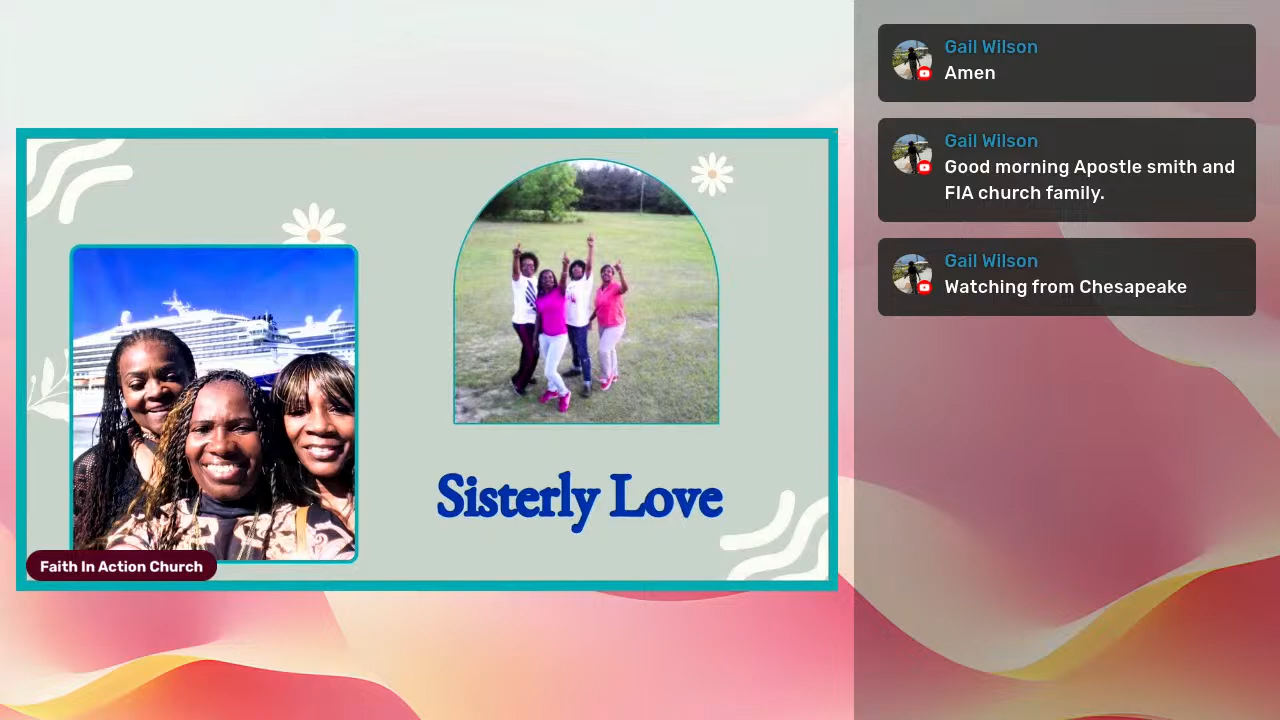 Sisterly Love
Faith In Action Church
Gail Wilson
Amen
Gail Wilson
Good morning Apostle smith and
FIA church family.
Gail Wilson
Watching from Chesapeake